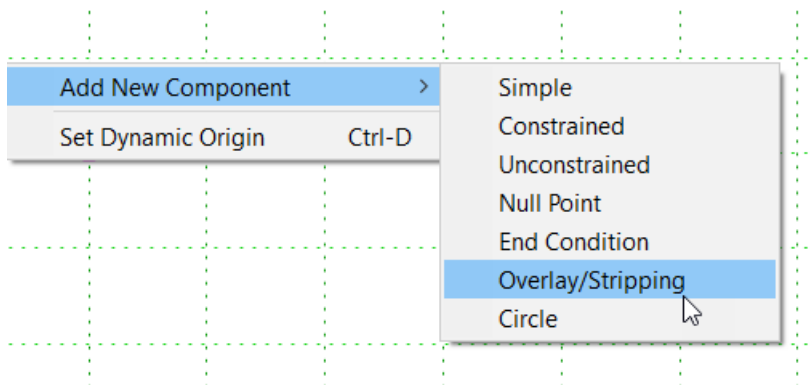 Add New Component >
Set Dynamic Origin Ctrl-D
Simple
Constrained
Unconstrained
Null Point
End Condition
Overlay/Stripping
Circle